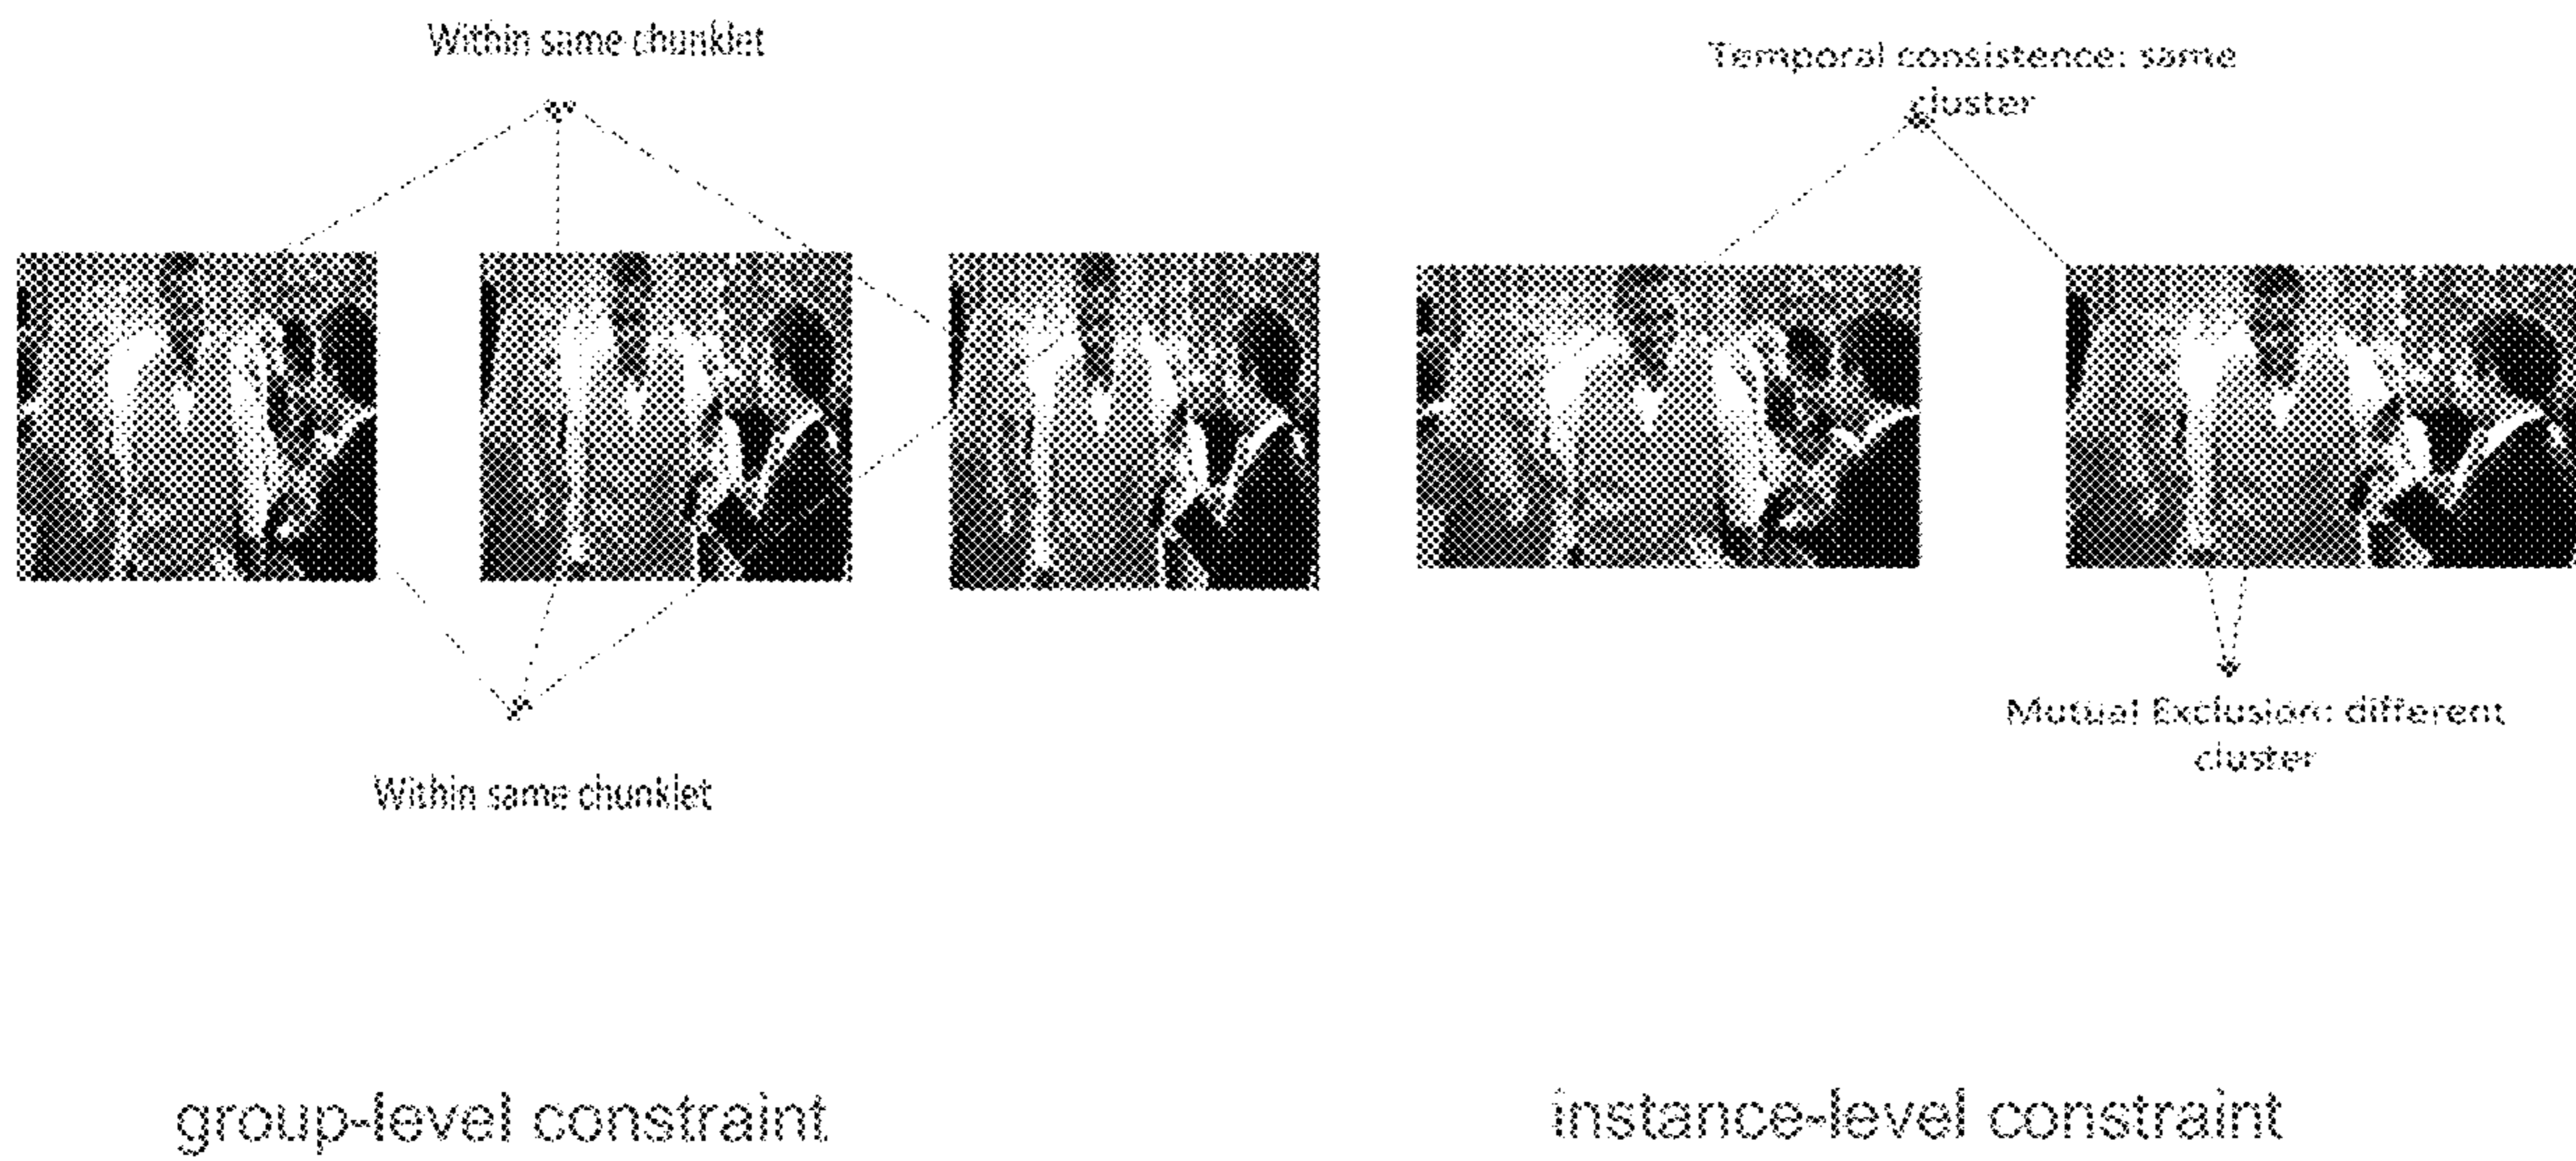 Within same chunklet
Temporal consistence: same
cluster
Within same chunklet
Mutual Exclusion: different
cluster
group-level constraint
instance-level constraint